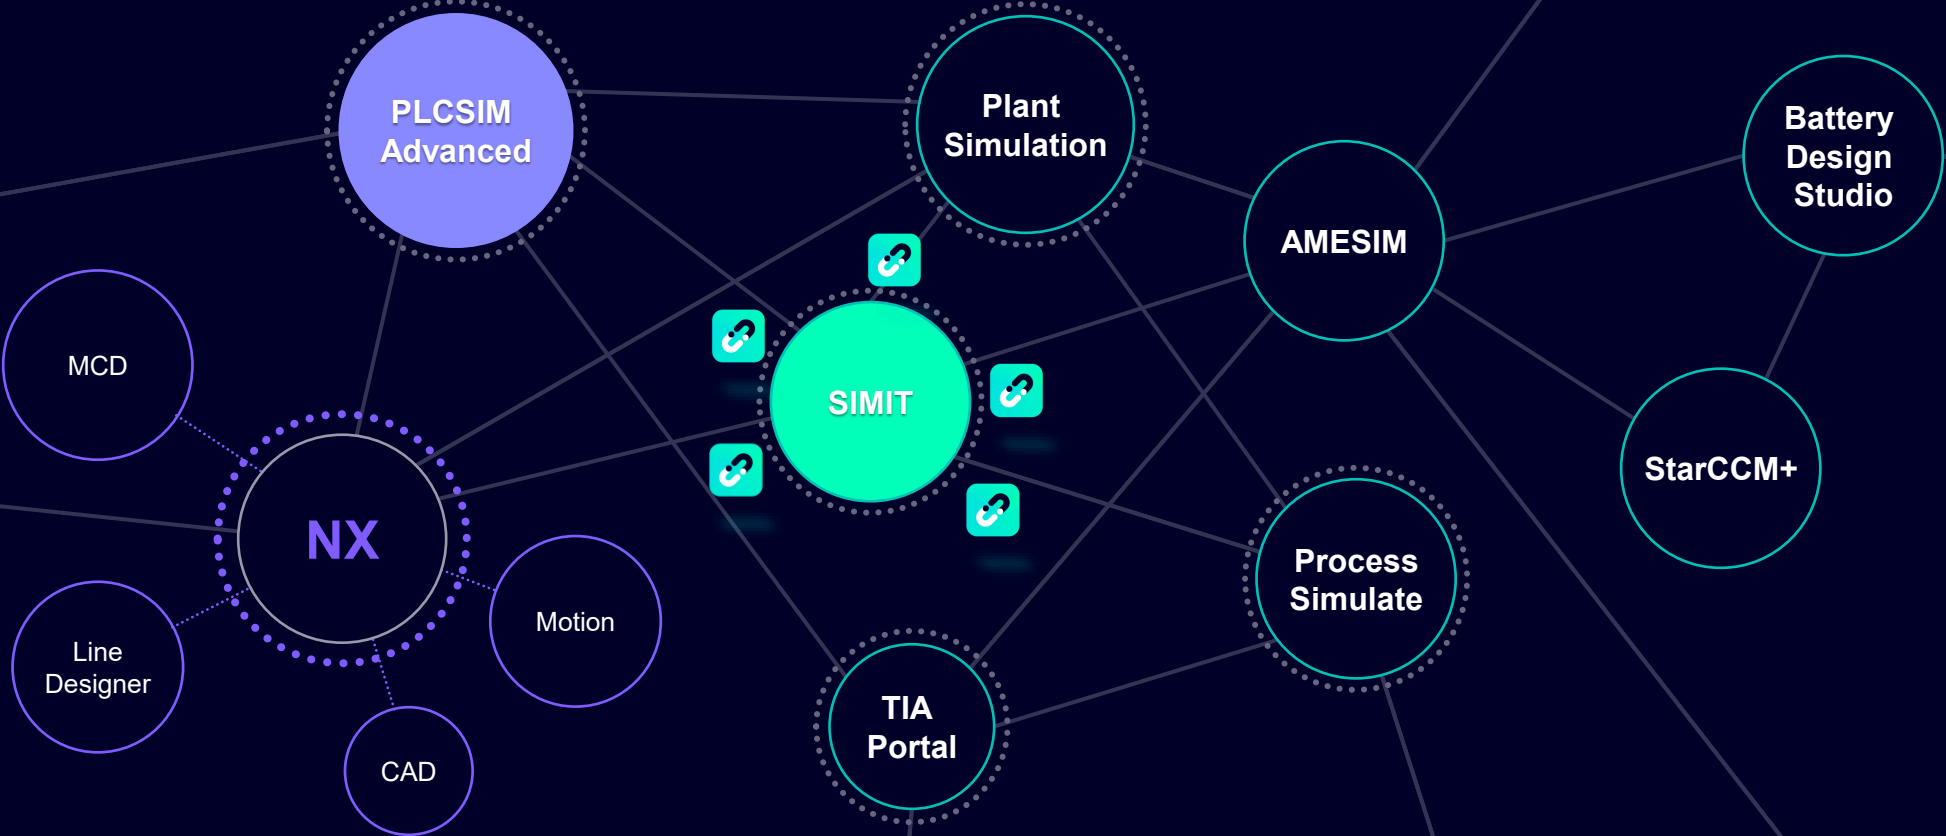 PLCSIM
Advanced
Plant
Simulation
Battery
Design
Studio
AMESIM
MCD
SIMIT
StarCCM+
NX
Process
Simulate
Motion
Line
Designer
TIA
Portal
CAD